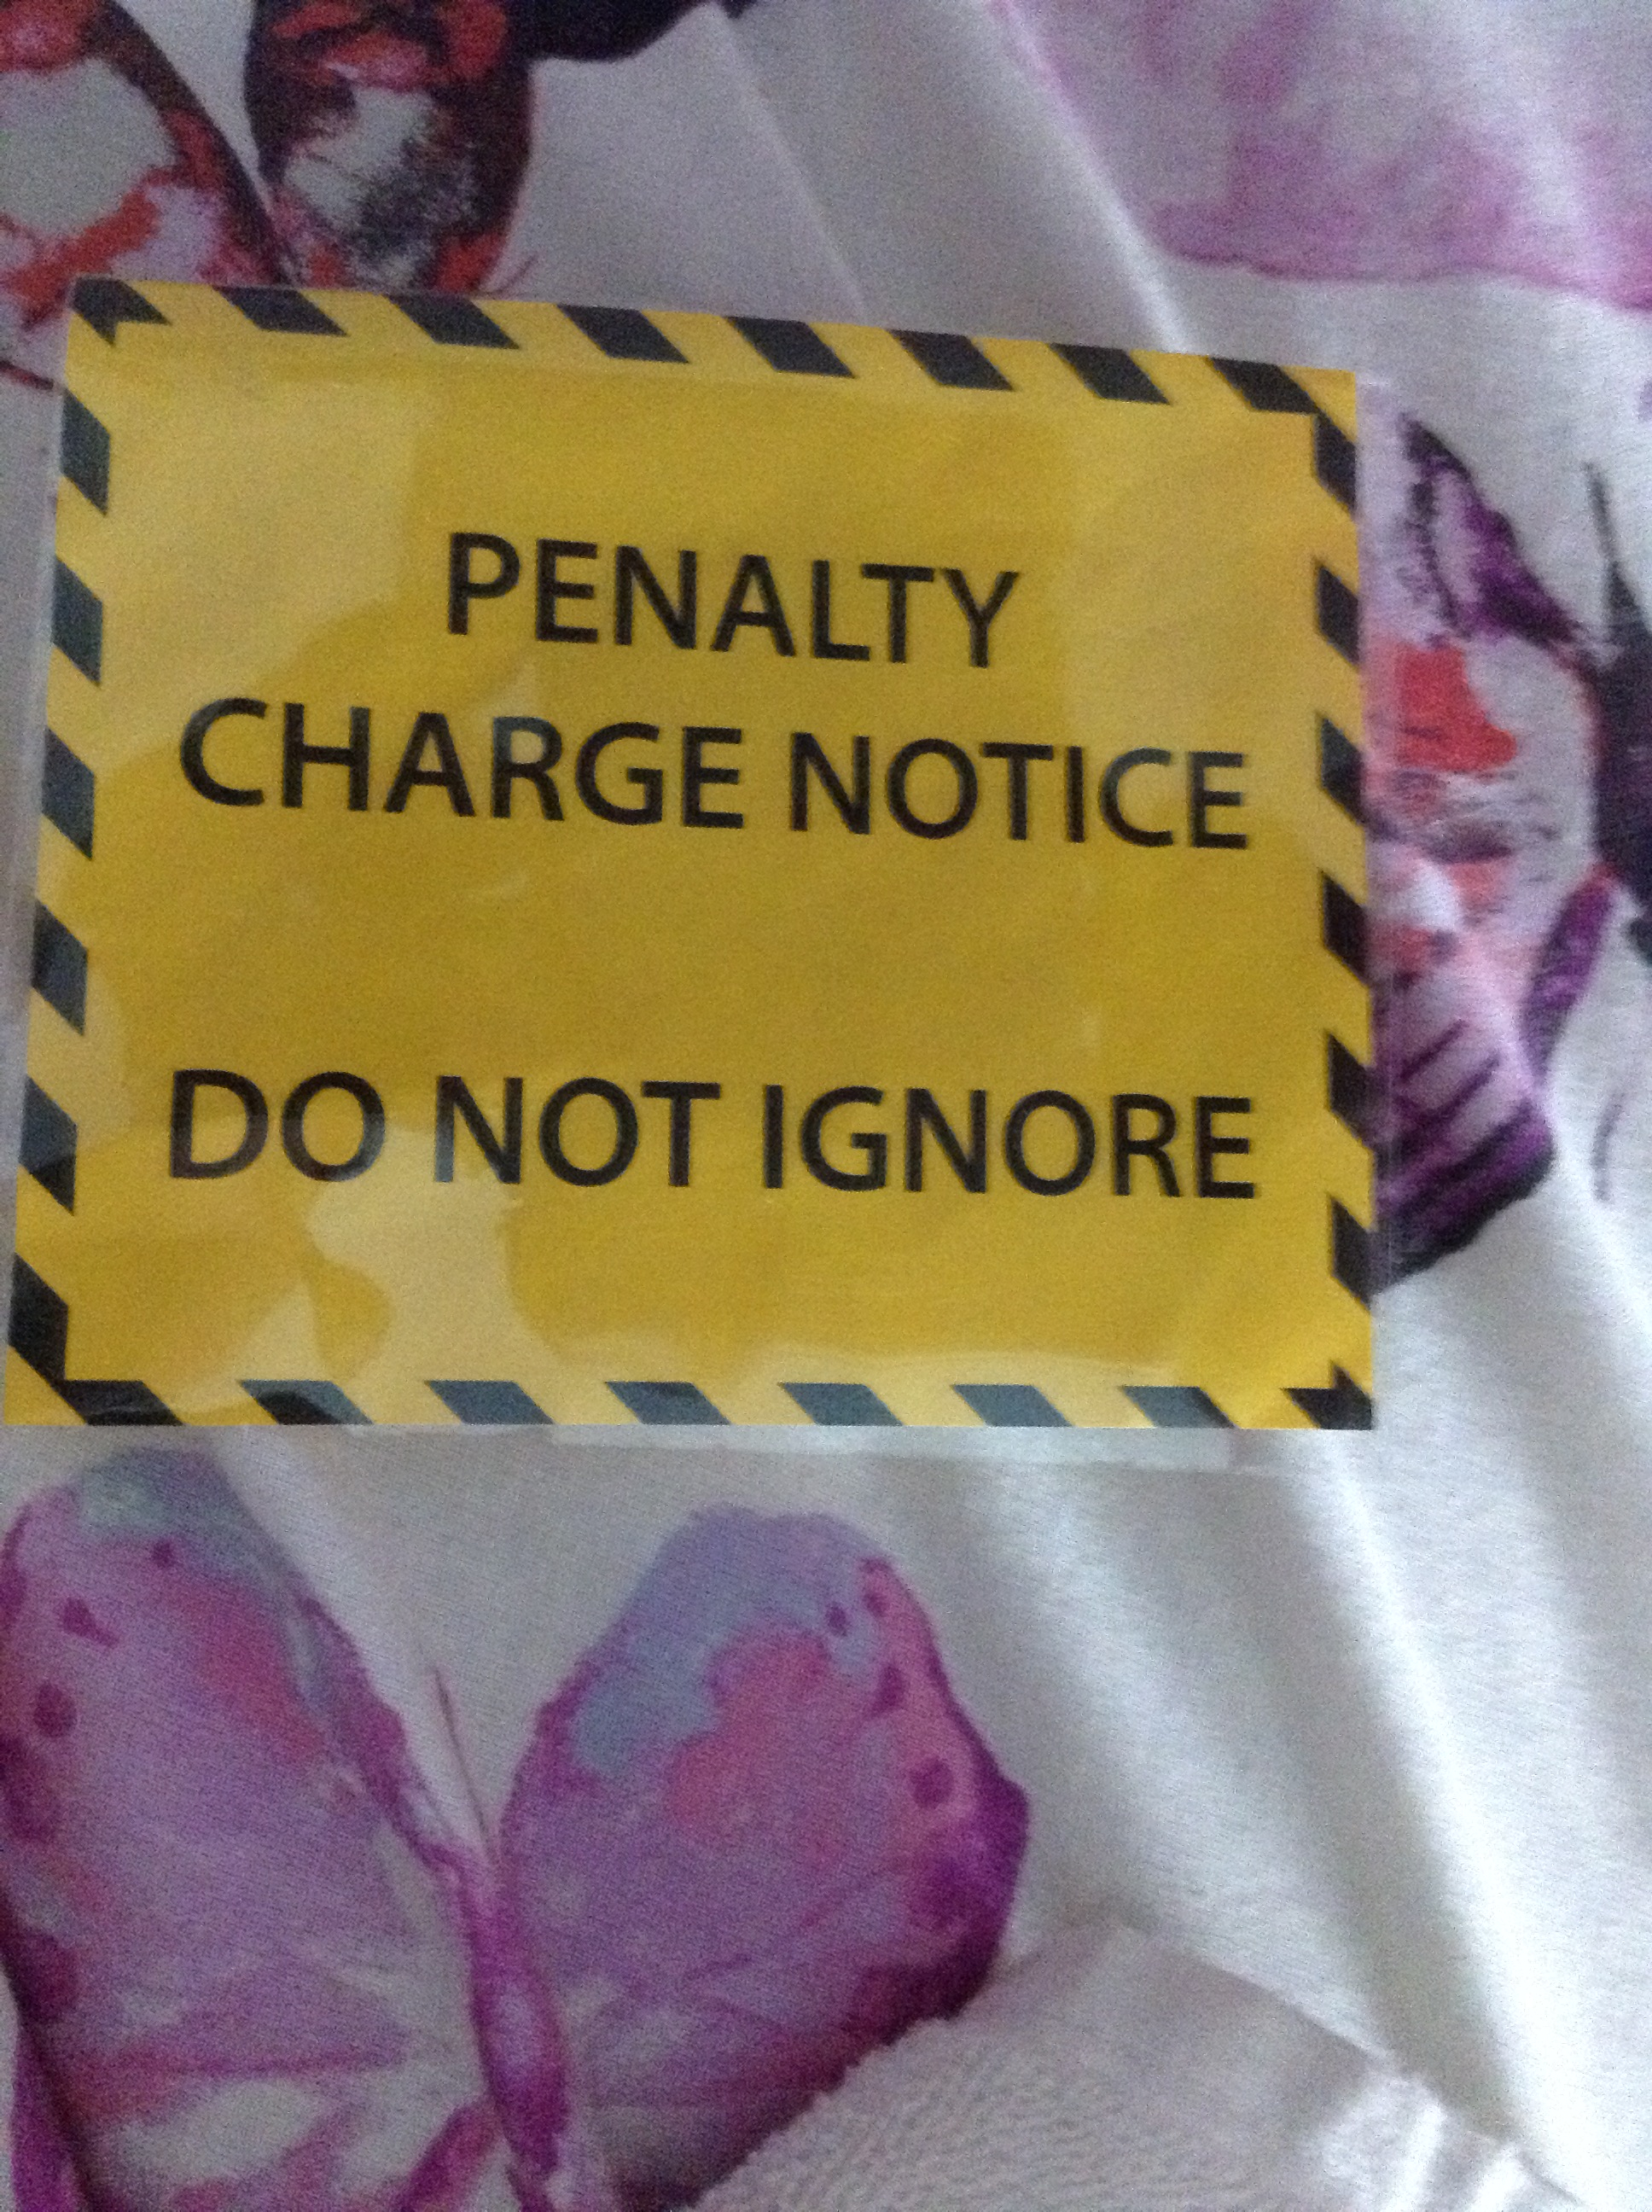 PENALTY
CHARGE NOTICE
DO NOT IGNORE